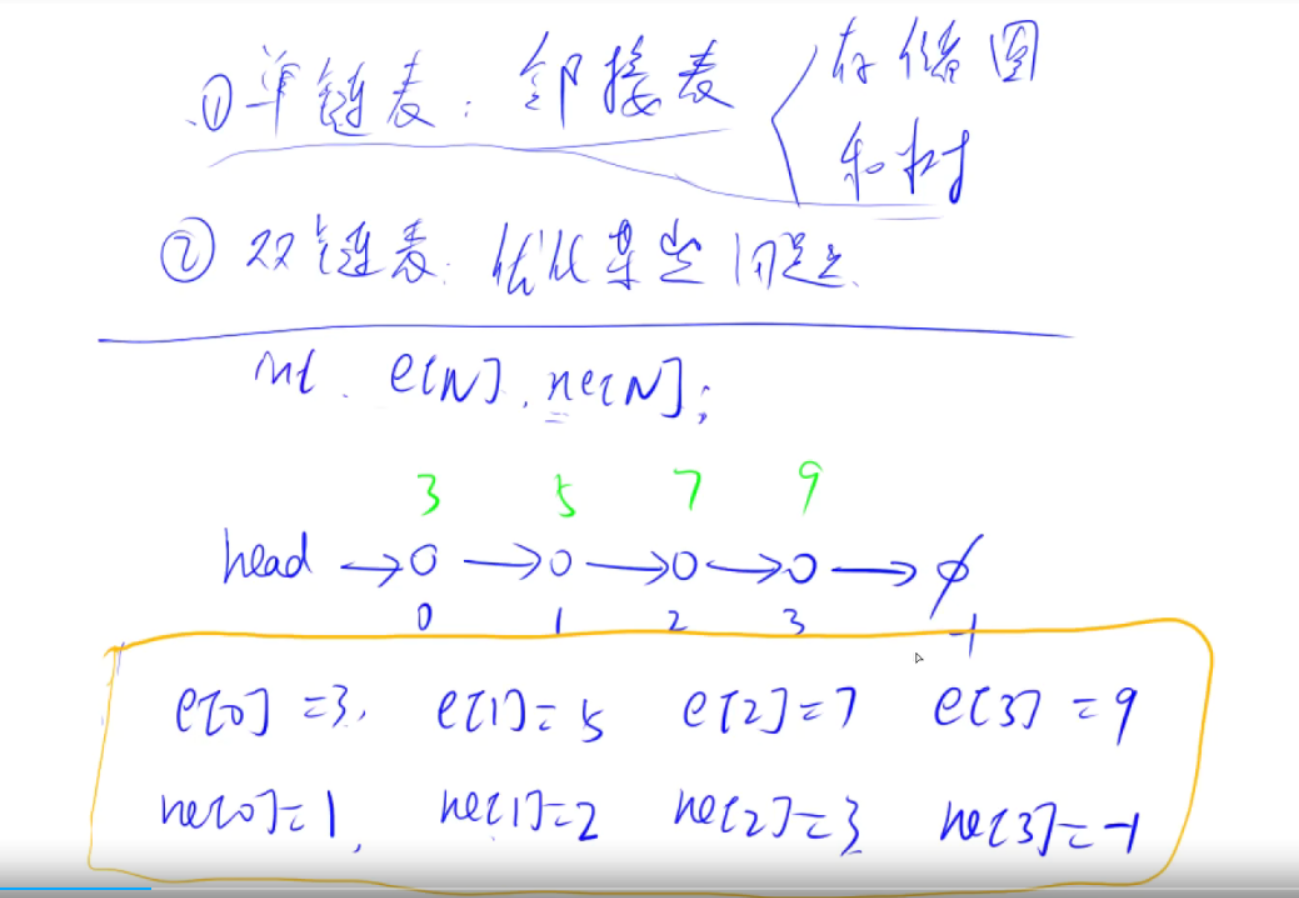 ①单链表：邻接表 存储图
和树
②双链表：优化某些问题.
int e[N], ne[N];
3 5 7 9
head →0 →0 →0 →0 → ∅
0 1 2 3 -1
e[0]=3, e[1]=5 e[2]=7 e[3]=9
ne[0]=1, ne[1]=2 ne[2]=3 ne[3]=-1